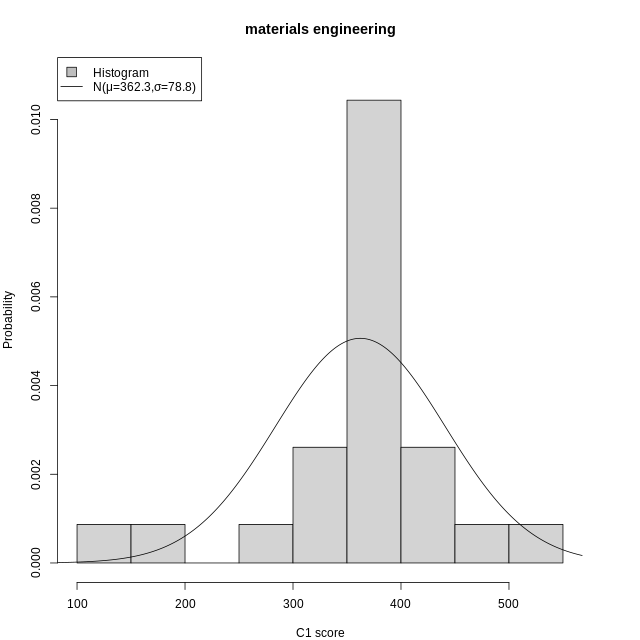 materials engineering
Histogram
N(μ=362.3,σ=78.8)
Probability
0.000
0.002
0.004
0.006
0.008
0.010
100 200 300 400 500
C1 score